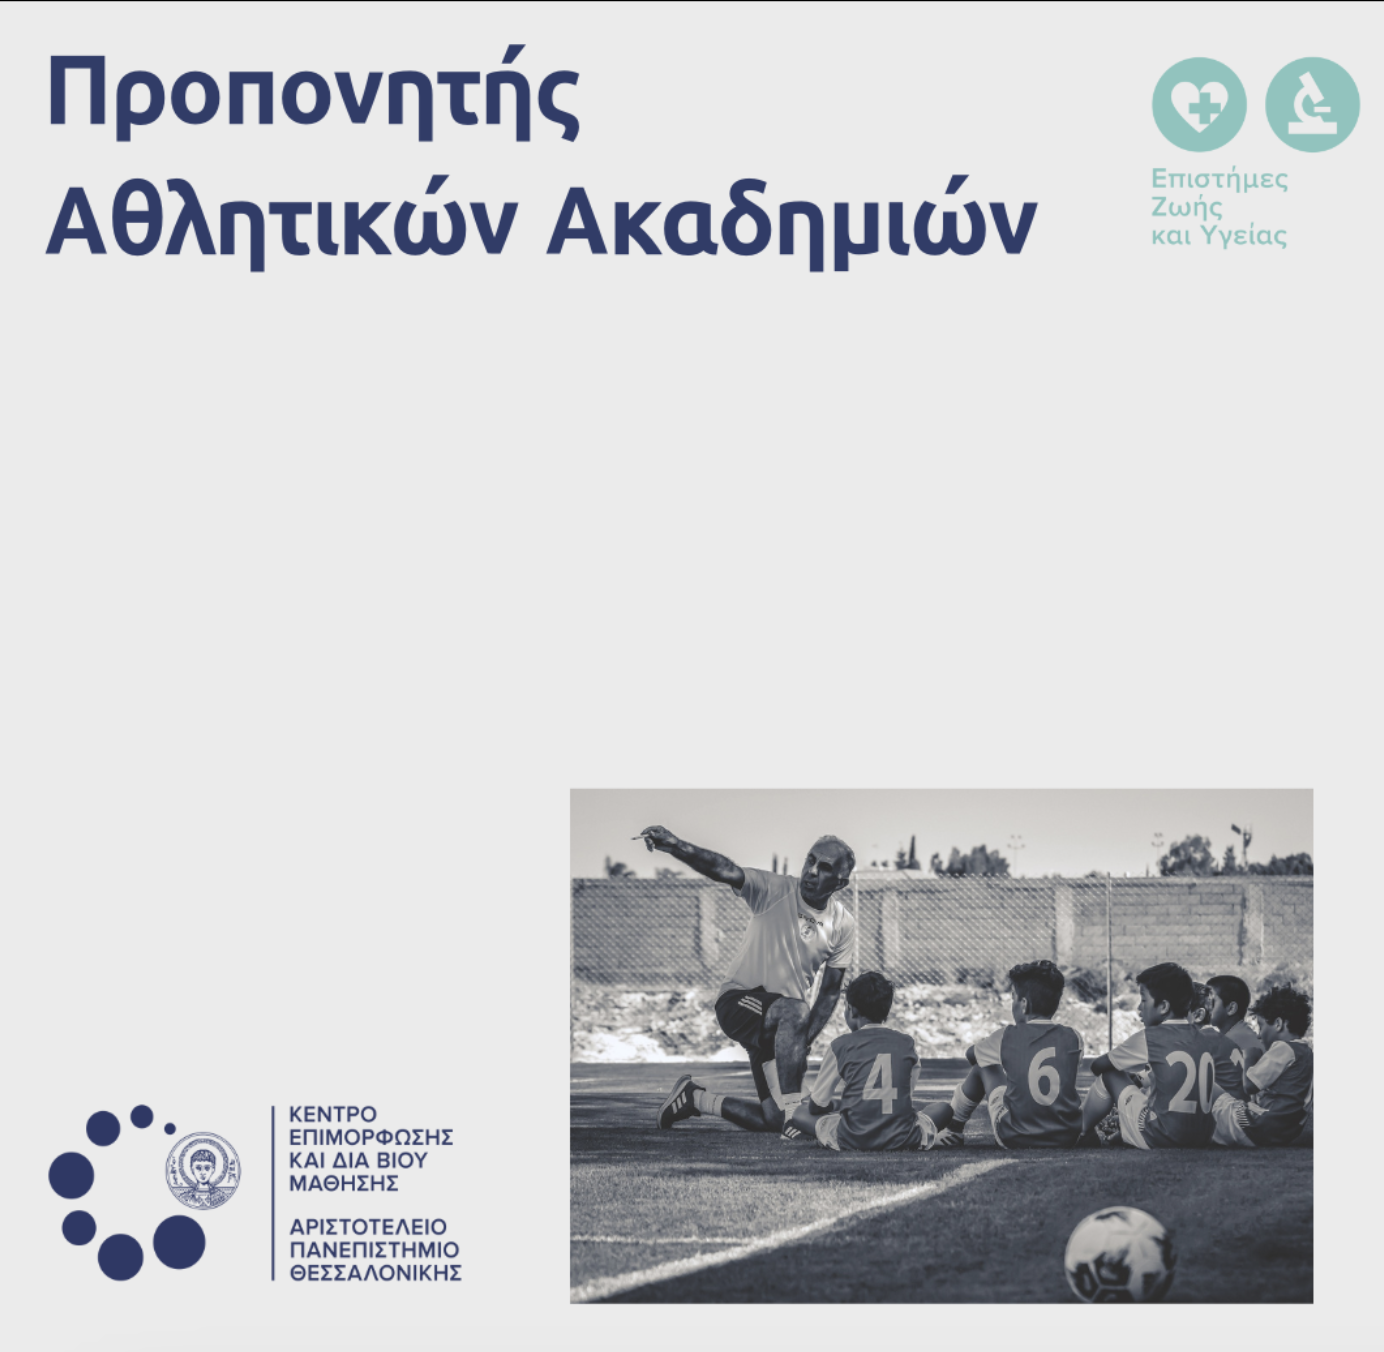 Προπονητής
Αθλητικών Ακαδημιών
Επιστήμες
Ζωής
και Υγείας
4
6
20
ΚΕΝΤΡΟ
ΕΠΙΜΟΡΦΩΣΗΣ
ΚΑΙ ΔΙΑ ΒΙΟΥ
ΜΑΘΗΣΗΣ
ΑΡΙΣΤΟΤΕΛΕΙΟ
ΠΑΝΕΠΙΣΤΗΜΙΟ
ΘΕΣΣΑΛΟΝΙΚΗΣ